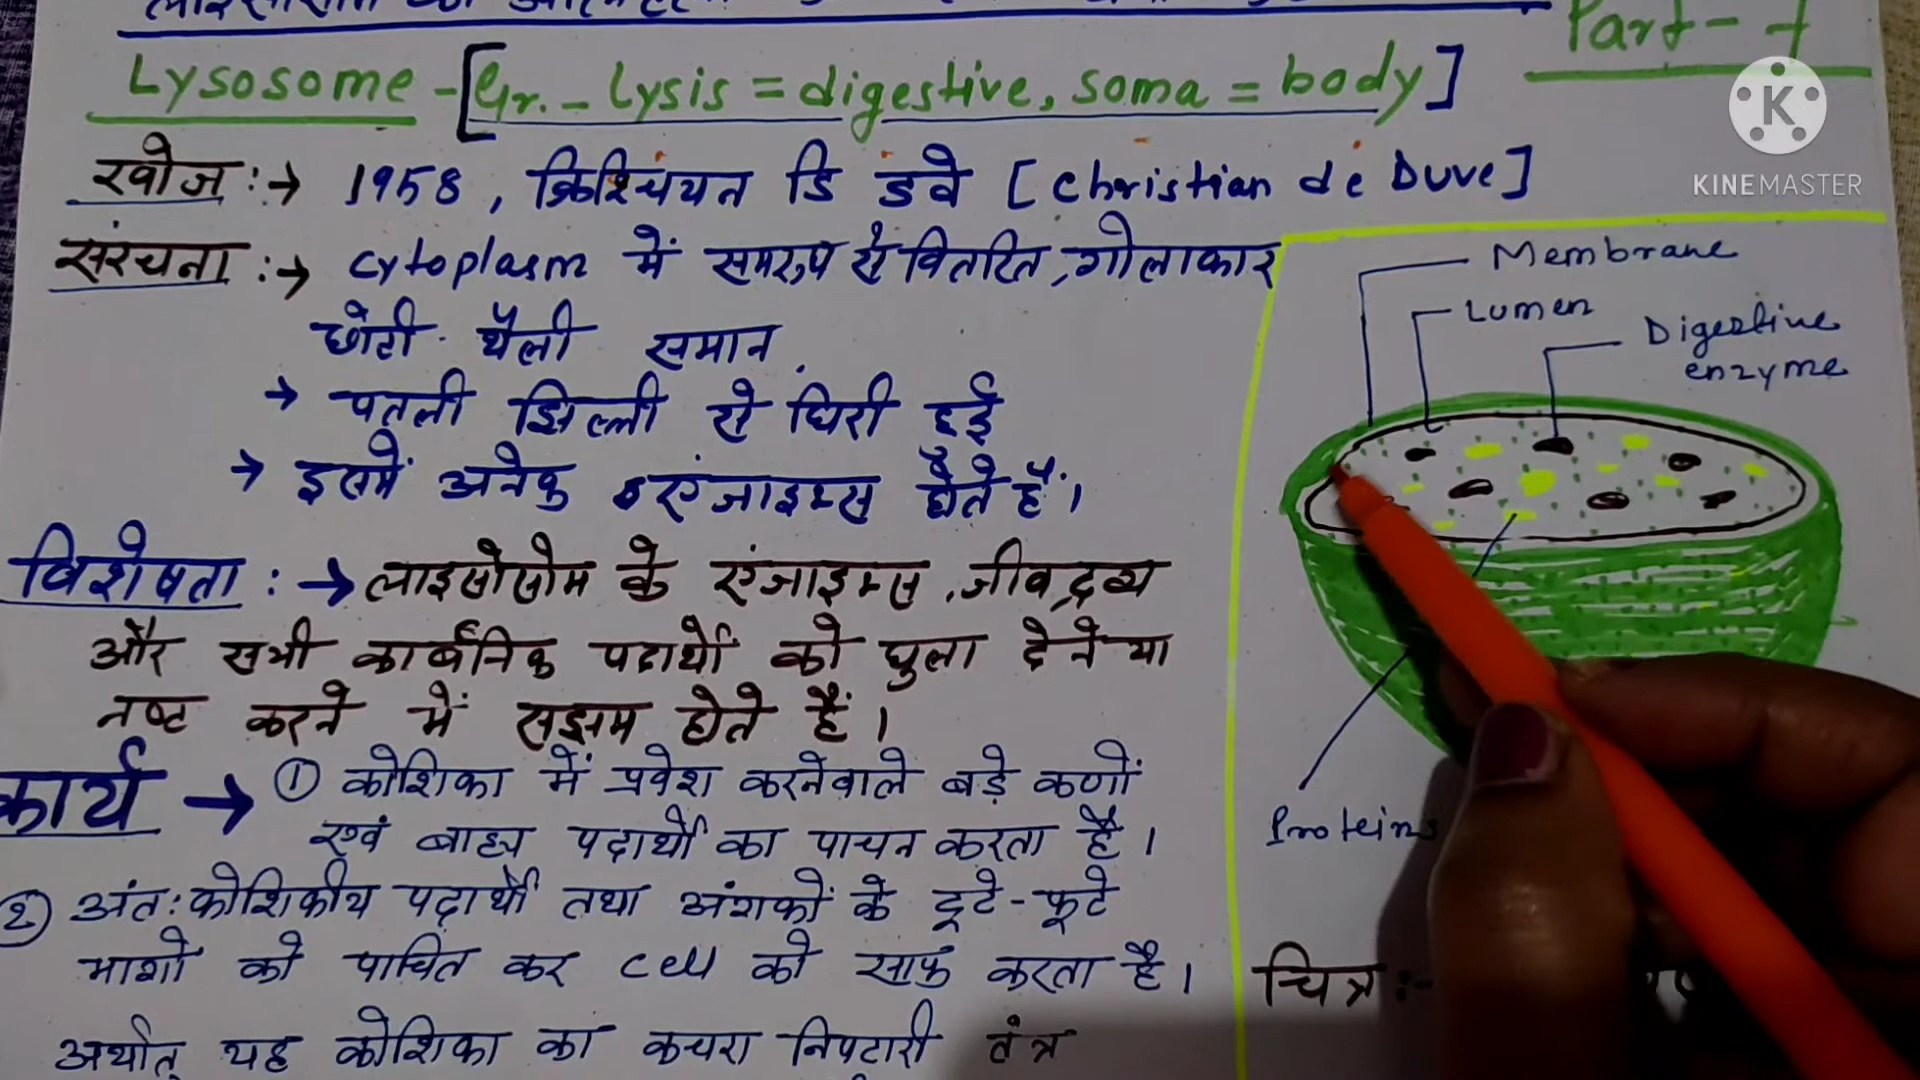 Part-1
Lysosome - [Gr. - lysis = digestive, soma = body]
KINEMASTER
खोज :→ 1958, क्रिश्चियन डि डवे [Christian de Duve]
संरचना :→ cytoplasm में समरूप से वितरित, गोलाकार
छोटी थैली समान
→ पतली झिल्ली से घिरी हुई
→ इसमें अनेक एंजाइम्स होते हैं।
Membrane
Lumen
Digestive
enzyme
Proteins
विशेषता :→ लाइसोसोम के एंजाइम्स, जीवद्रव्य
और सभी कार्बनिक पदार्थों को घुला देने या
नष्ट करने में सक्षम होते हैं।
कार्य → ① कोशिका में प्रवेश करनेवाले बड़े कणों
एवं बाह्य पदार्थों का पाचन करता है।
② अंत:कोशिकीय पदार्थों तथा अंगकों के टूटे-फूटे
भागों को पाचित कर cell को साफ करता है।
चित्र:-
अर्थात् यह कोशिका का कचरा निपटारी तंत्र